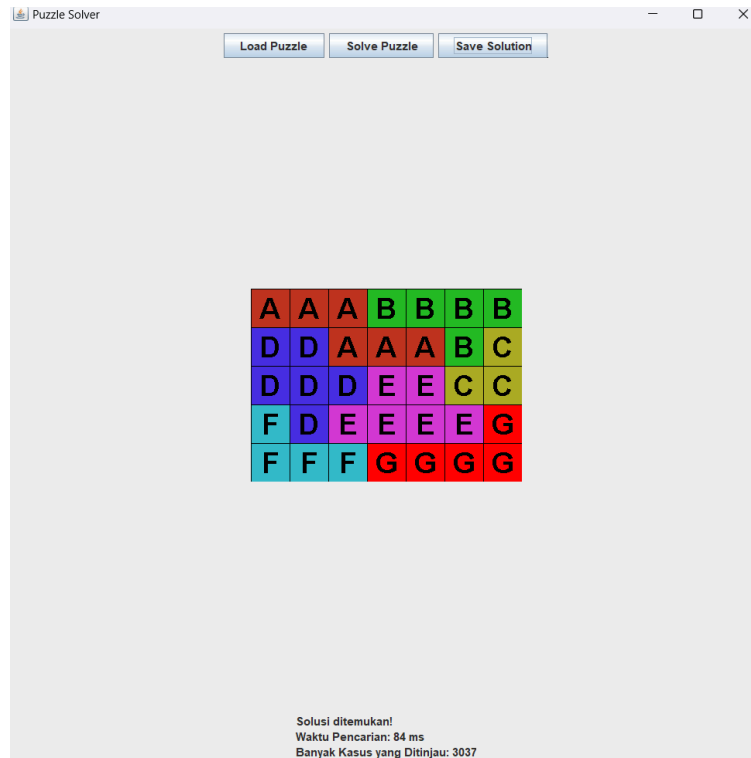 Puzzle Solver
Load Puzzle Solve Puzzle Save Solution
A A A B B B B
D D A A A B C
D D D E E C C
F D E E E E G
F F F G G G G
Solusi ditemukan!
Waktu Pencarian: 84 ms
Banyak Kasus yang Ditinjau: 3037